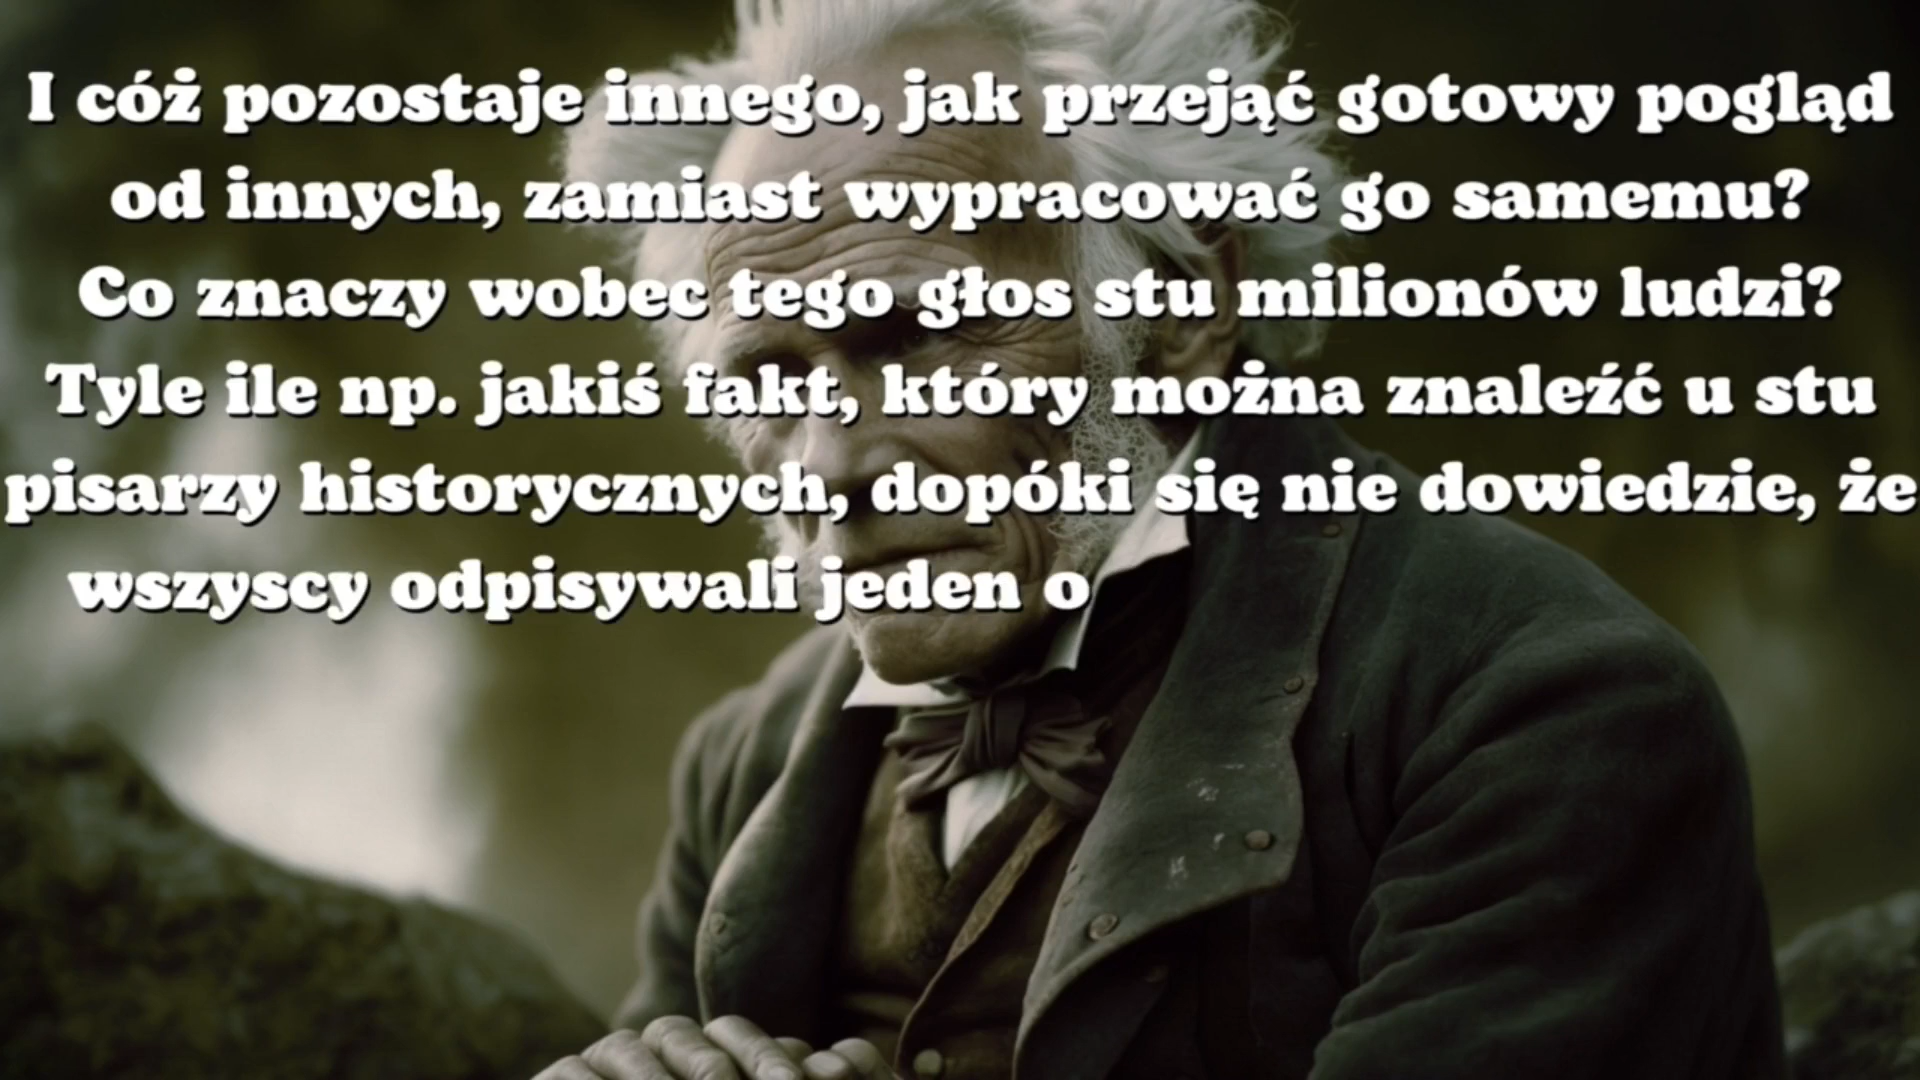 I cóż pozostaje innego, jak przejąć gotowy pogląd
od innych, zamiast wypracować go samemu?
Co znaczy wobec tego głos stu milionów ludzi?
Tyle ile np. jakiś fakt, który można znaleźć u stu
pisarzy historycznych, dopóki się nie dowiedzie, że
wszyscy odpisywali jeden o